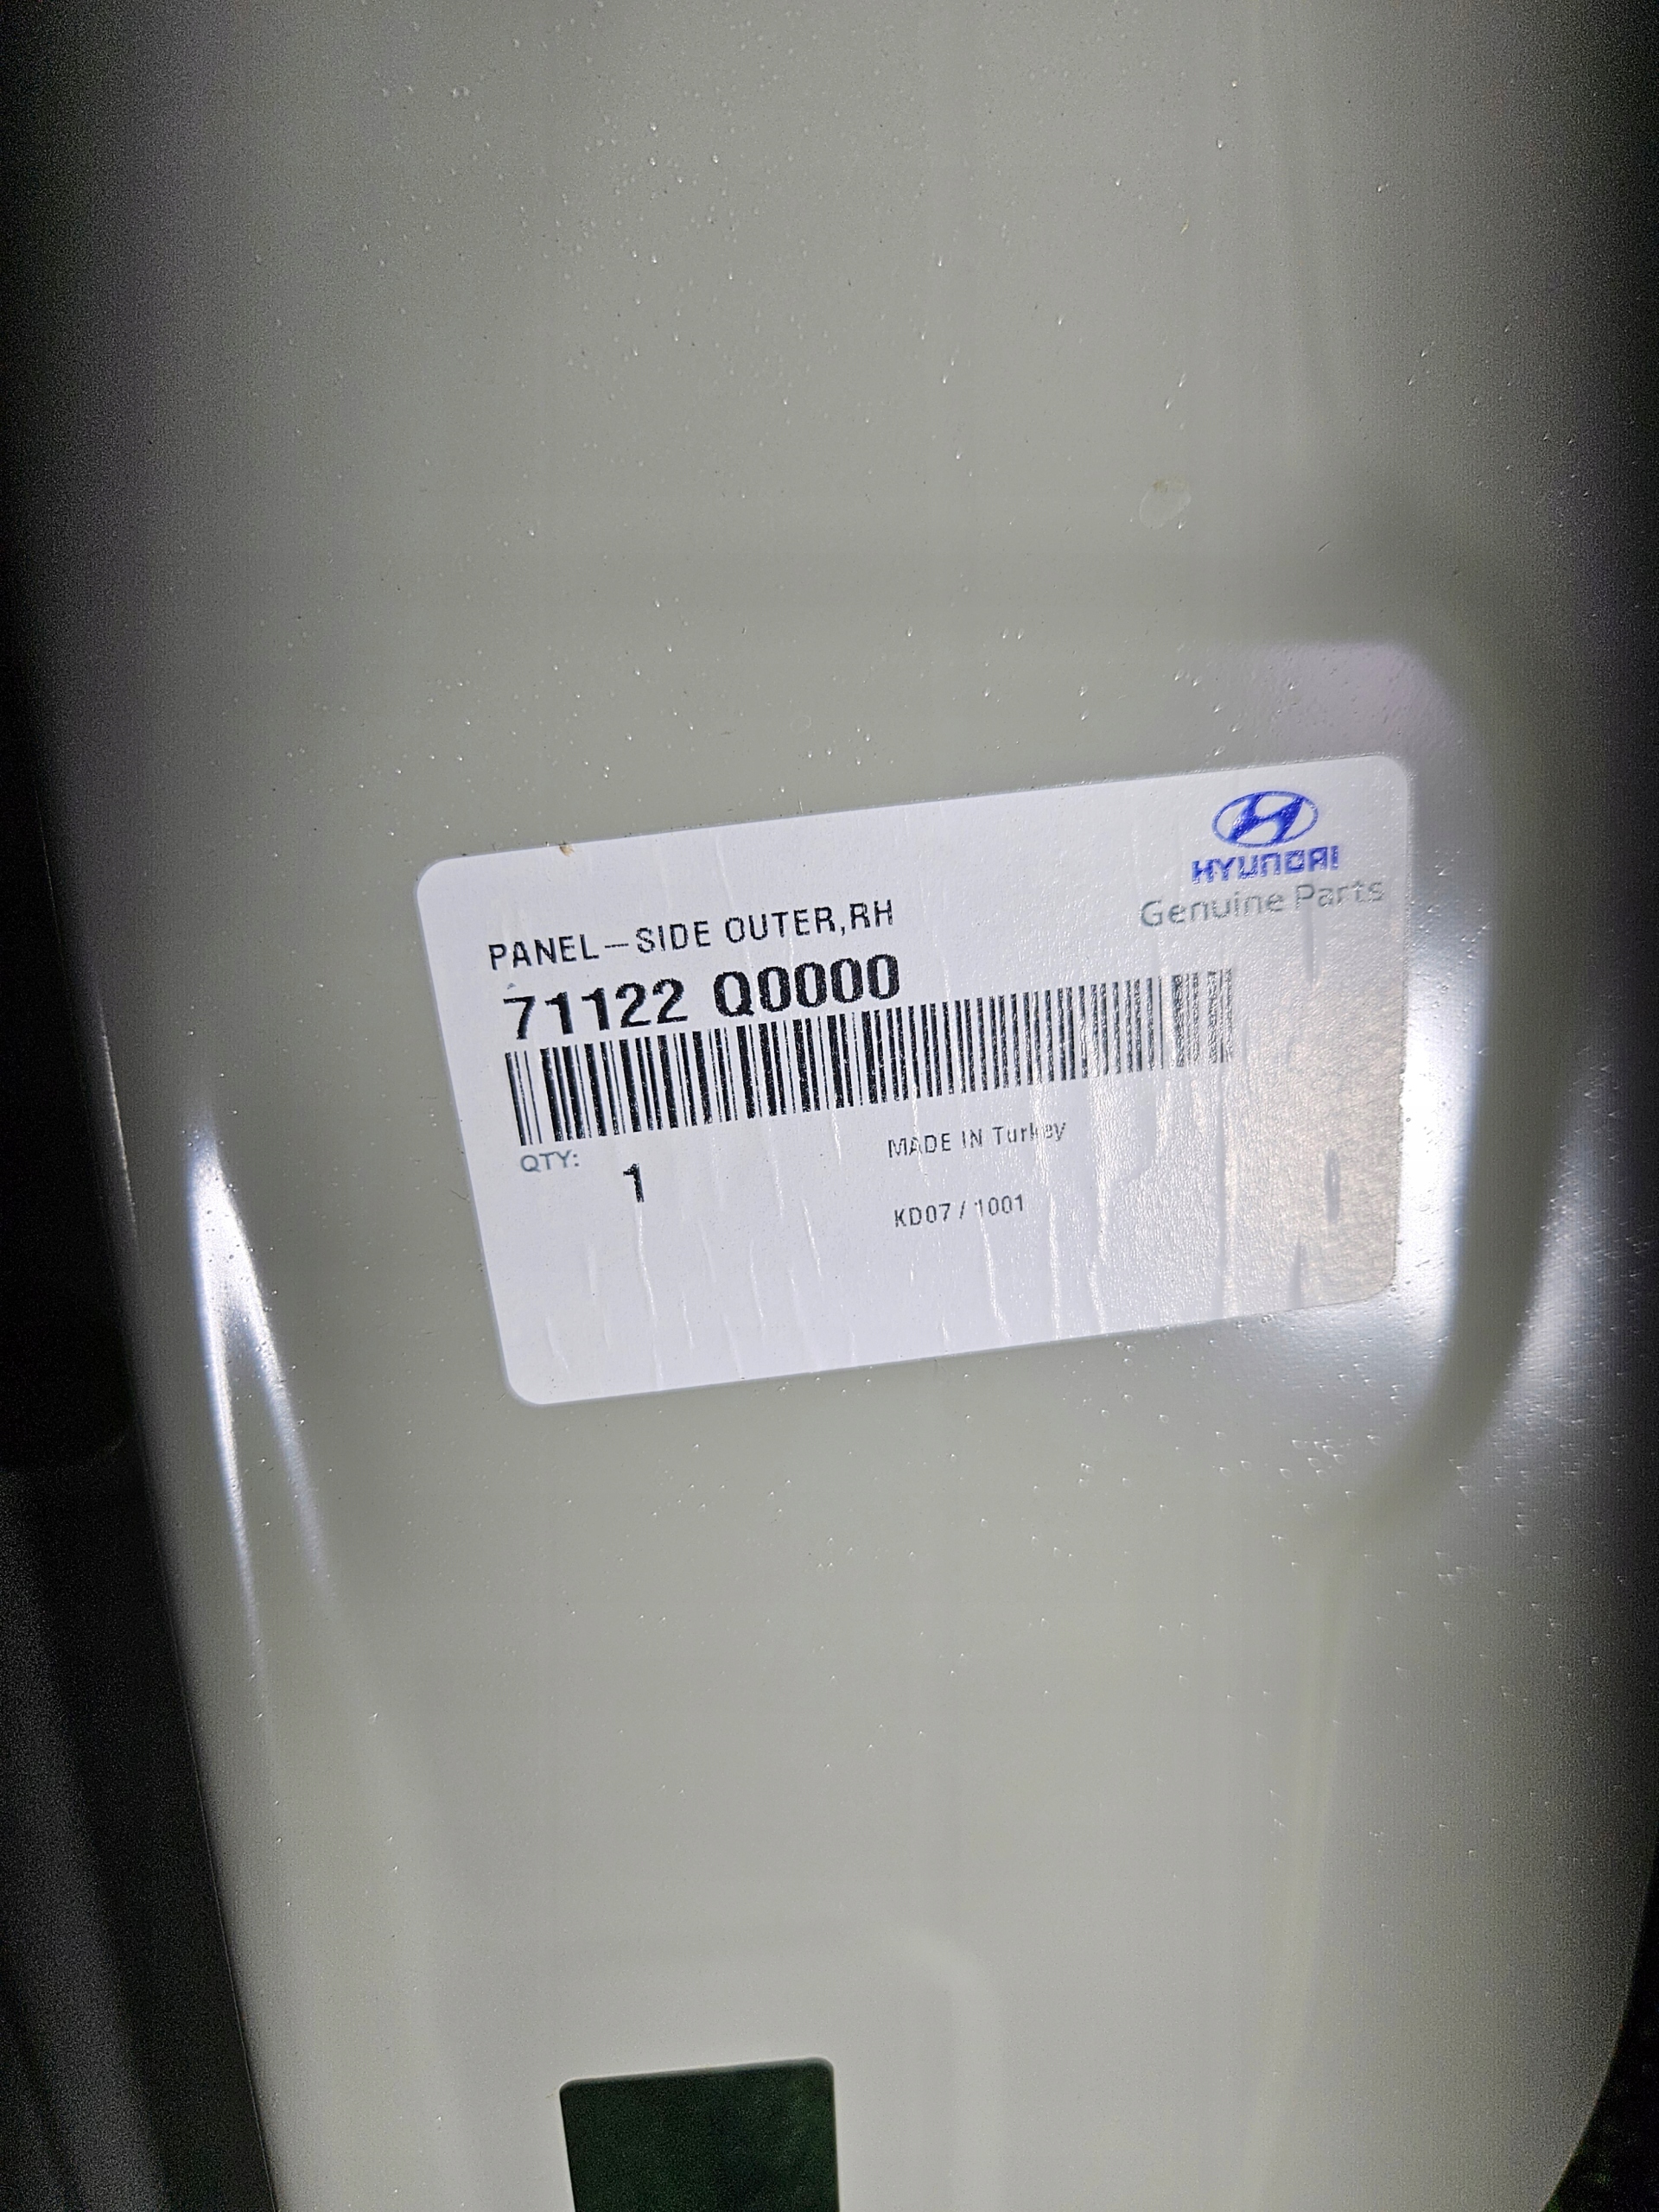 HYUNDAI
Genuine Parts
PANEL-SIDE OUTER,RH
71122 Q0000
QTY: 1
MADE IN Turkey
KD07 / 1001